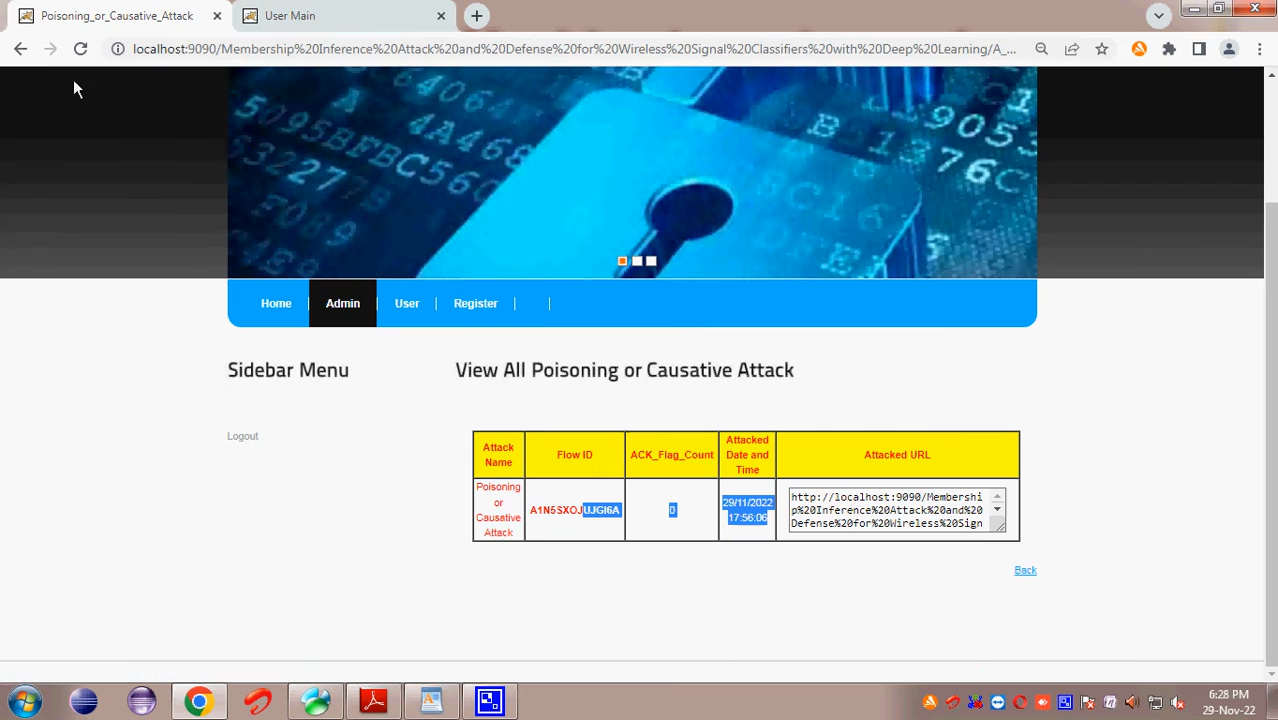 Poisoning_or_Causative_Attack
User Main
localhost:9090/Membership%20Inference%20Attack%20and%20Defense%20for%20Wireless%20Signal%20Classifiers%20with%20Deep%20Learning/A_...
Home
Admin
User
Register
Sidebar Menu
View All Poisoning or Causative Attack
Logout
Attack
Name
Flow ID
ACK_Flag_Count
Attacked
Date and
Time
Attacked URL
Poisoning
or
Causative
Attack
A1N5SXOJUJGI6A
0
29/11/2022
17:56:06
http://localhost:9090/Membershi
p%20Inference%20Attack%20and%20
Defense%20for%20Wireless%20Sign
Back
6:28 PM
29-Nov-22